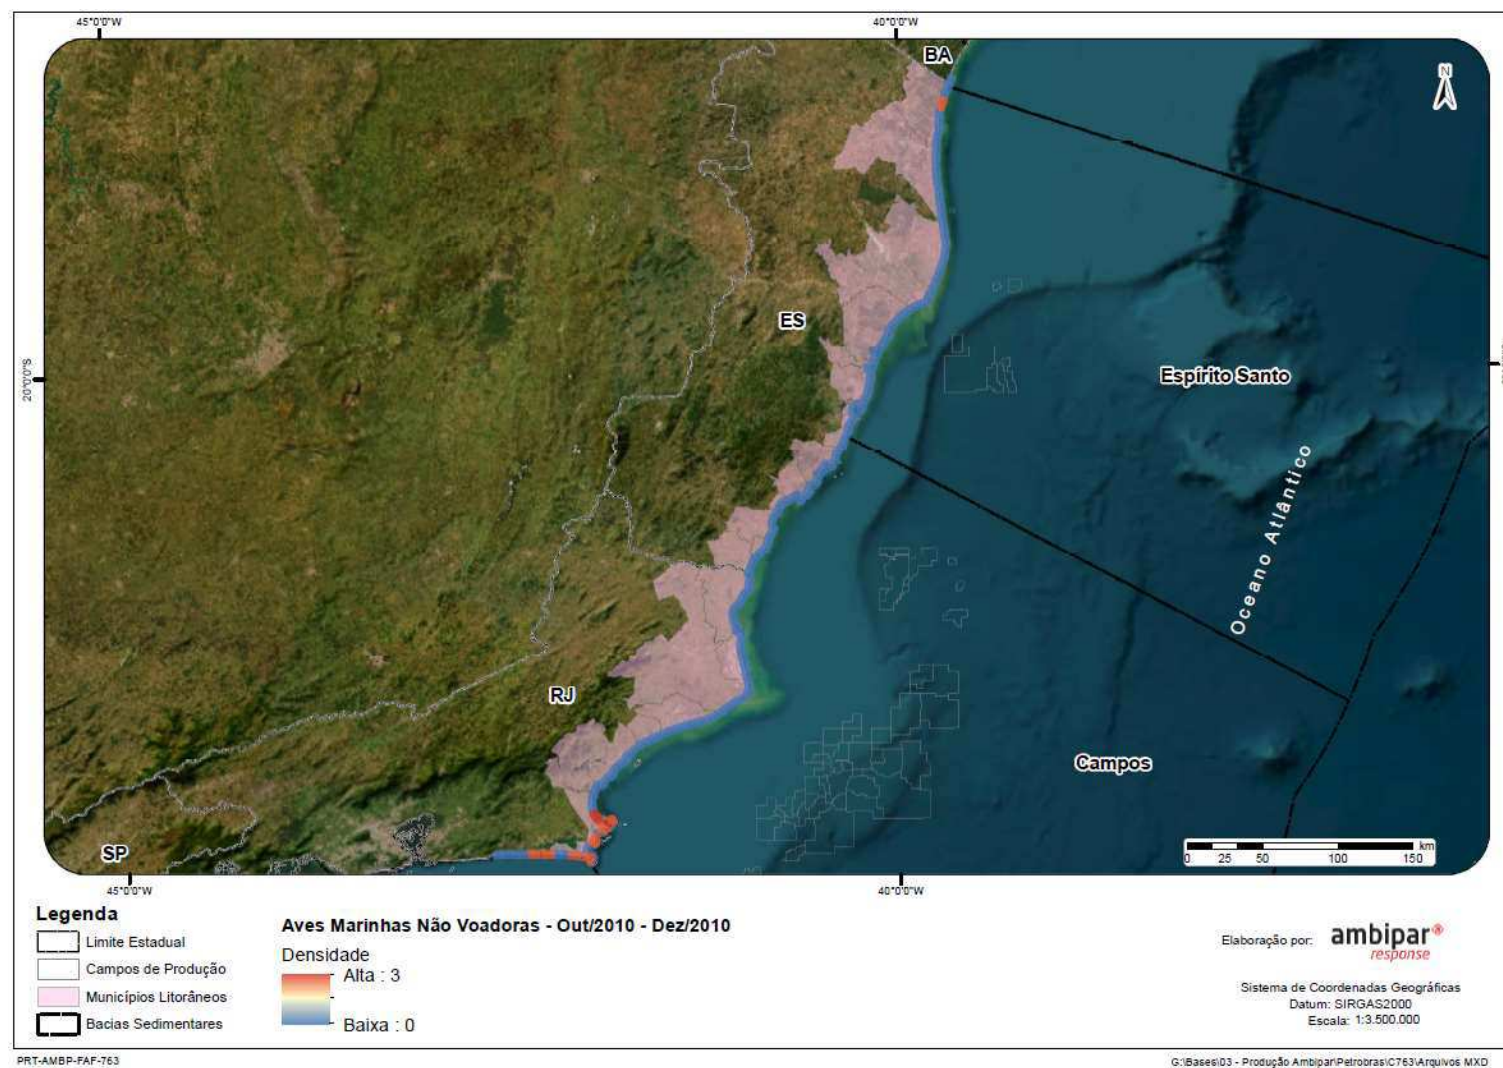 45°0'0"W
40°0'0"W
BA
N
ES
20°0'0"S
Espírito Santo
Oceano Atlântico
RJ
Campos
SP
km
0 25 50 100 150
45°0'0"W
40°0'0"W
Legenda
Limite Estadual
Campos de Produção
Municípios Litorâneos
Bacias Sedimentares
Aves Marinhas Não Voadoras - Out/2010 - Dez/2010
Densidade
Alta : 3
Baixa : 0
Elaboração por:
ambipar®
response
Sistema de Coordenadas Geográficas
Datum: SIRGAS2000
Escala: 1:3.500.000
PRT-AMBP-FAF-763
G:\Bases\03 - Produção Ambipar\Petrobras\C763\Arquivos MXD